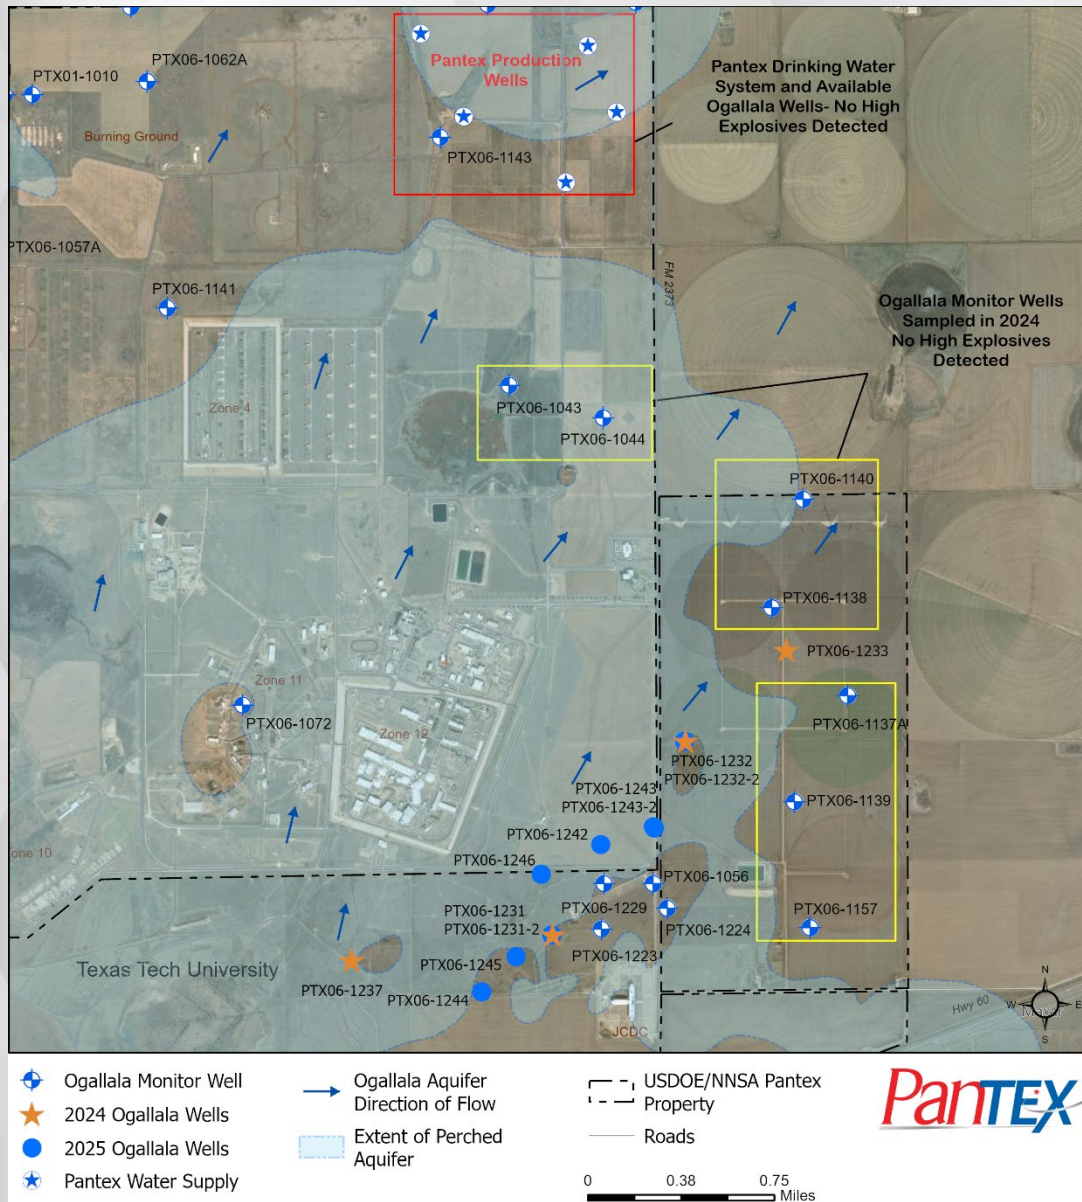 PTX01-1010
PTX06-1062A
Burning Ground
Pantex Production
Wells
PTX06-1143
Pantex Drinking Water
System and Available
Ogallala Wells- No High
Explosives Detected
PTX06-1057A
PTX06-1141
FM 2373
Ogallala Monitor Wells
Sampled in 2024
No High Explosives
Detected
Zone 4
PTX06-1043
PTX06-1044
PTX06-1140
PTX06-1138
PTX06-1233
Zone 11
PTX06-1072
Zone 12
PTX06-1137A
PTX06-1232
PTX06-1232-2
PTX06-1243
PTX06-1243-2
PTX06-1139
PTX06-1242
one 10
PTX06-1246
PTX06-1056
PTX06-1231
PTX06-1231-2
PTX06-1229
PTX06-1157
PTX06-1224
PTX06-1223
Texas Tech University
PTX06-1245
PTX06-1237
PTX06-1244
JCDC
Hwy 60
N
W
E
S
Maxar
Ogallala Monitor Well
2024 Ogallala Wells
2025 Ogallala Wells
Pantex Water Supply
Ogallala Aquifer
Direction of Flow
Extent of Perched
Aquifer
USDOE/NNSA Pantex
Property
Roads
0 0.38 0.75
Miles
PanTEX